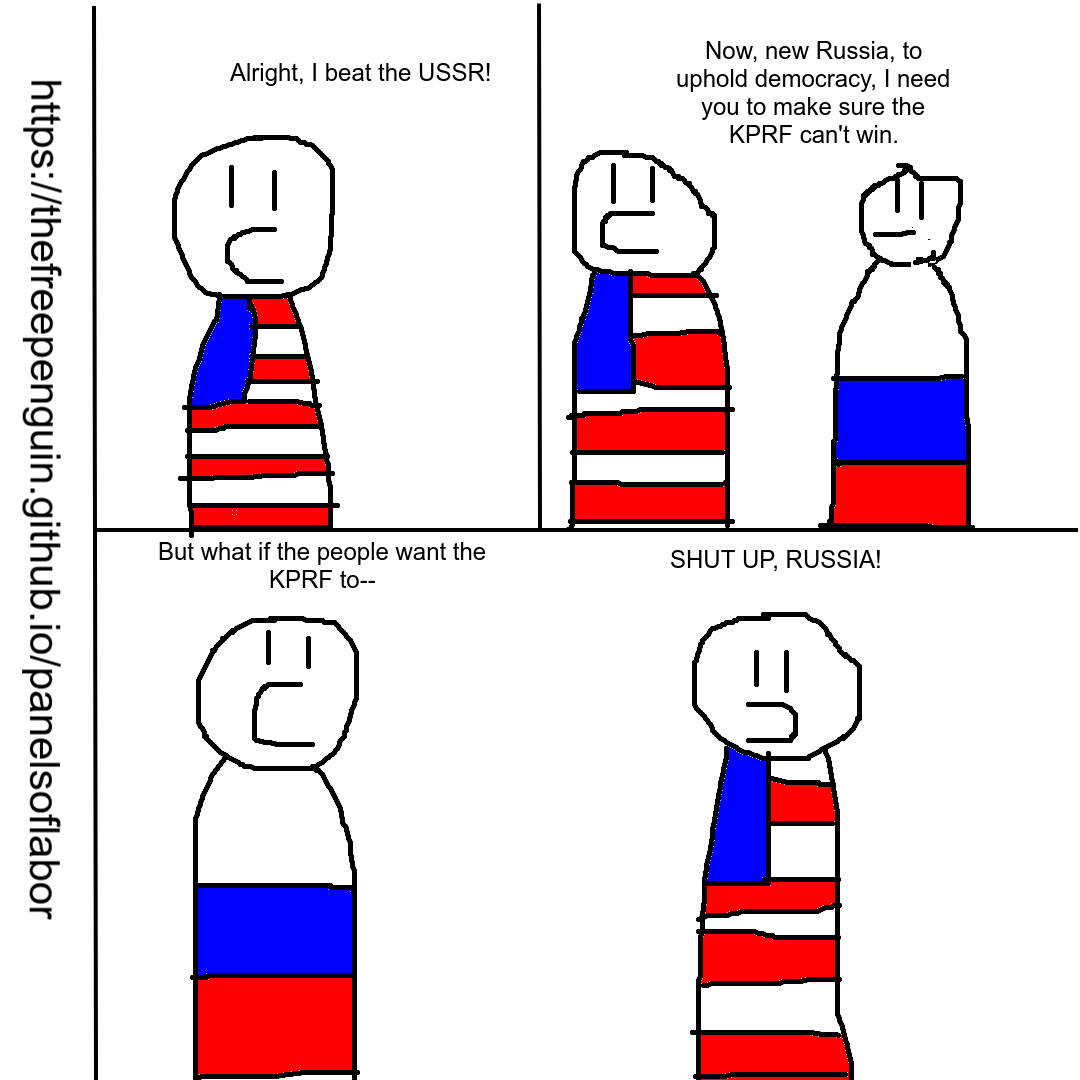 https://thefreepenguin.github.io/panelsoflabor
Alright, I beat the USSR!
Now, new Russia, to
uphold democracy, I need
you to make sure the
KPRF can't win.
But what if the people want the
KPRF to--
SHUT UP, RUSSIA!